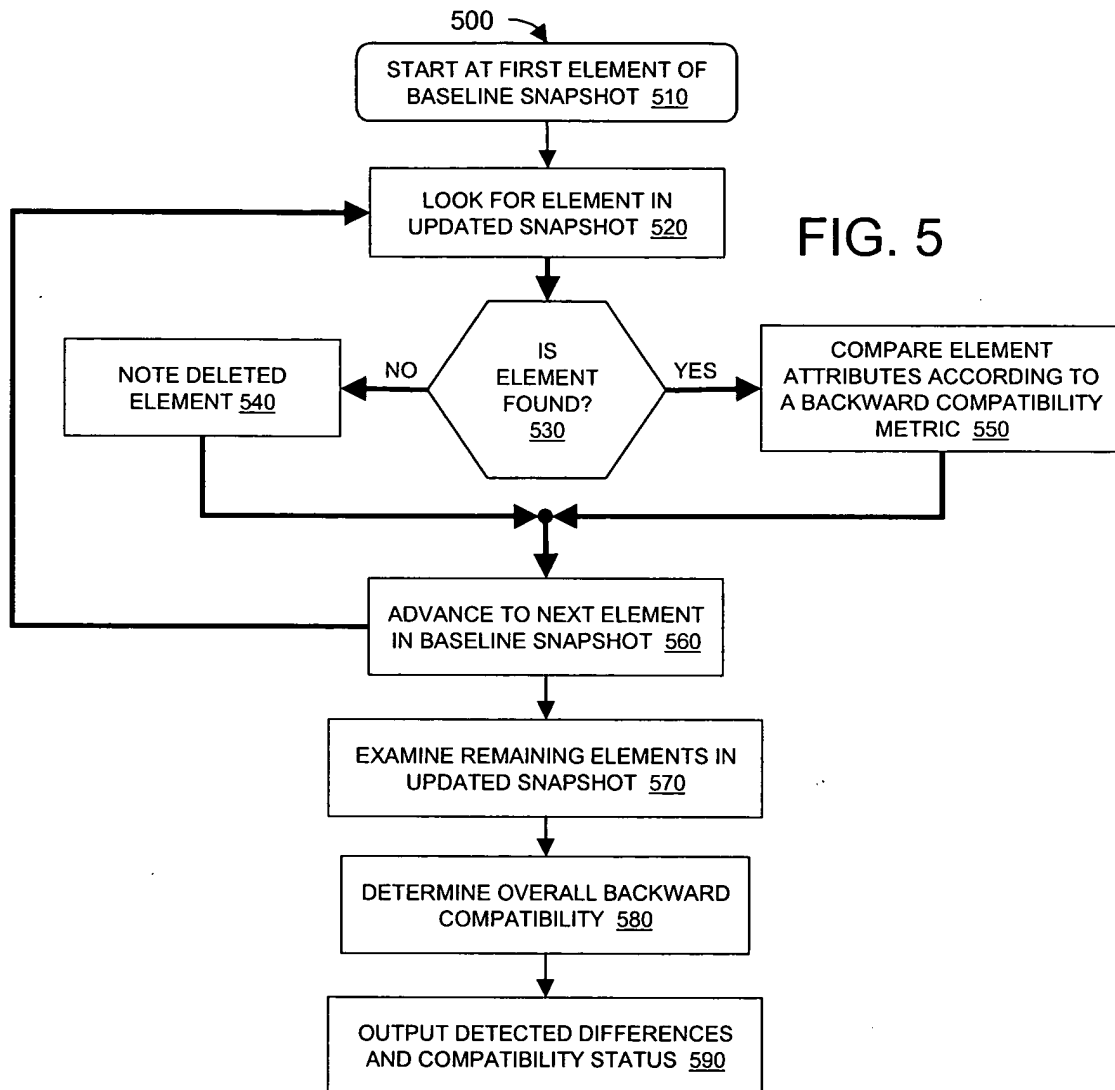 500
START AT FIRST ELEMENT OF
BASELINE SNAPSHOT 510
LOOK FOR ELEMENT IN
UPDATED SNAPSHOT 520
FIG. 5
IS
ELEMENT
FOUND?
530
NO
YES
NOTE DELETED
ELEMENT 540
COMPARE ELEMENT
ATTRIBUTES ACCORDING TO
A BACKWARD COMPATIBILITY
METRIC 550
ADVANCE TO NEXT ELEMENT
IN BASELINE SNAPSHOT 560
EXAMINE REMAINING ELEMENTS IN
UPDATED SNAPSHOT 570
DETERMINE OVERALL BACKWARD
COMPATIBILITY 580
OUTPUT DETECTED DIFFERENCES
AND COMPATIBILITY STATUS 590